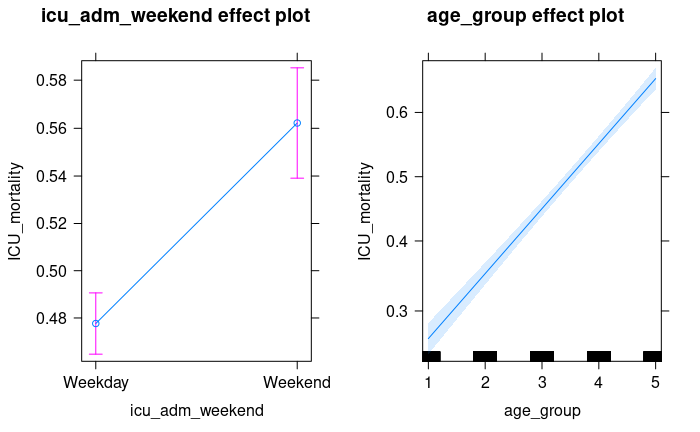 icu_adm_weekend effect plot
ICU_mortality
0.58
0.56
0.54
0.52
0.50
0.48
Weekday Weekend
icu_adm_weekend
age_group effect plot
ICU_mortality
0.6
0.5
0.4
0.3
1 2 3 4 5
age_group